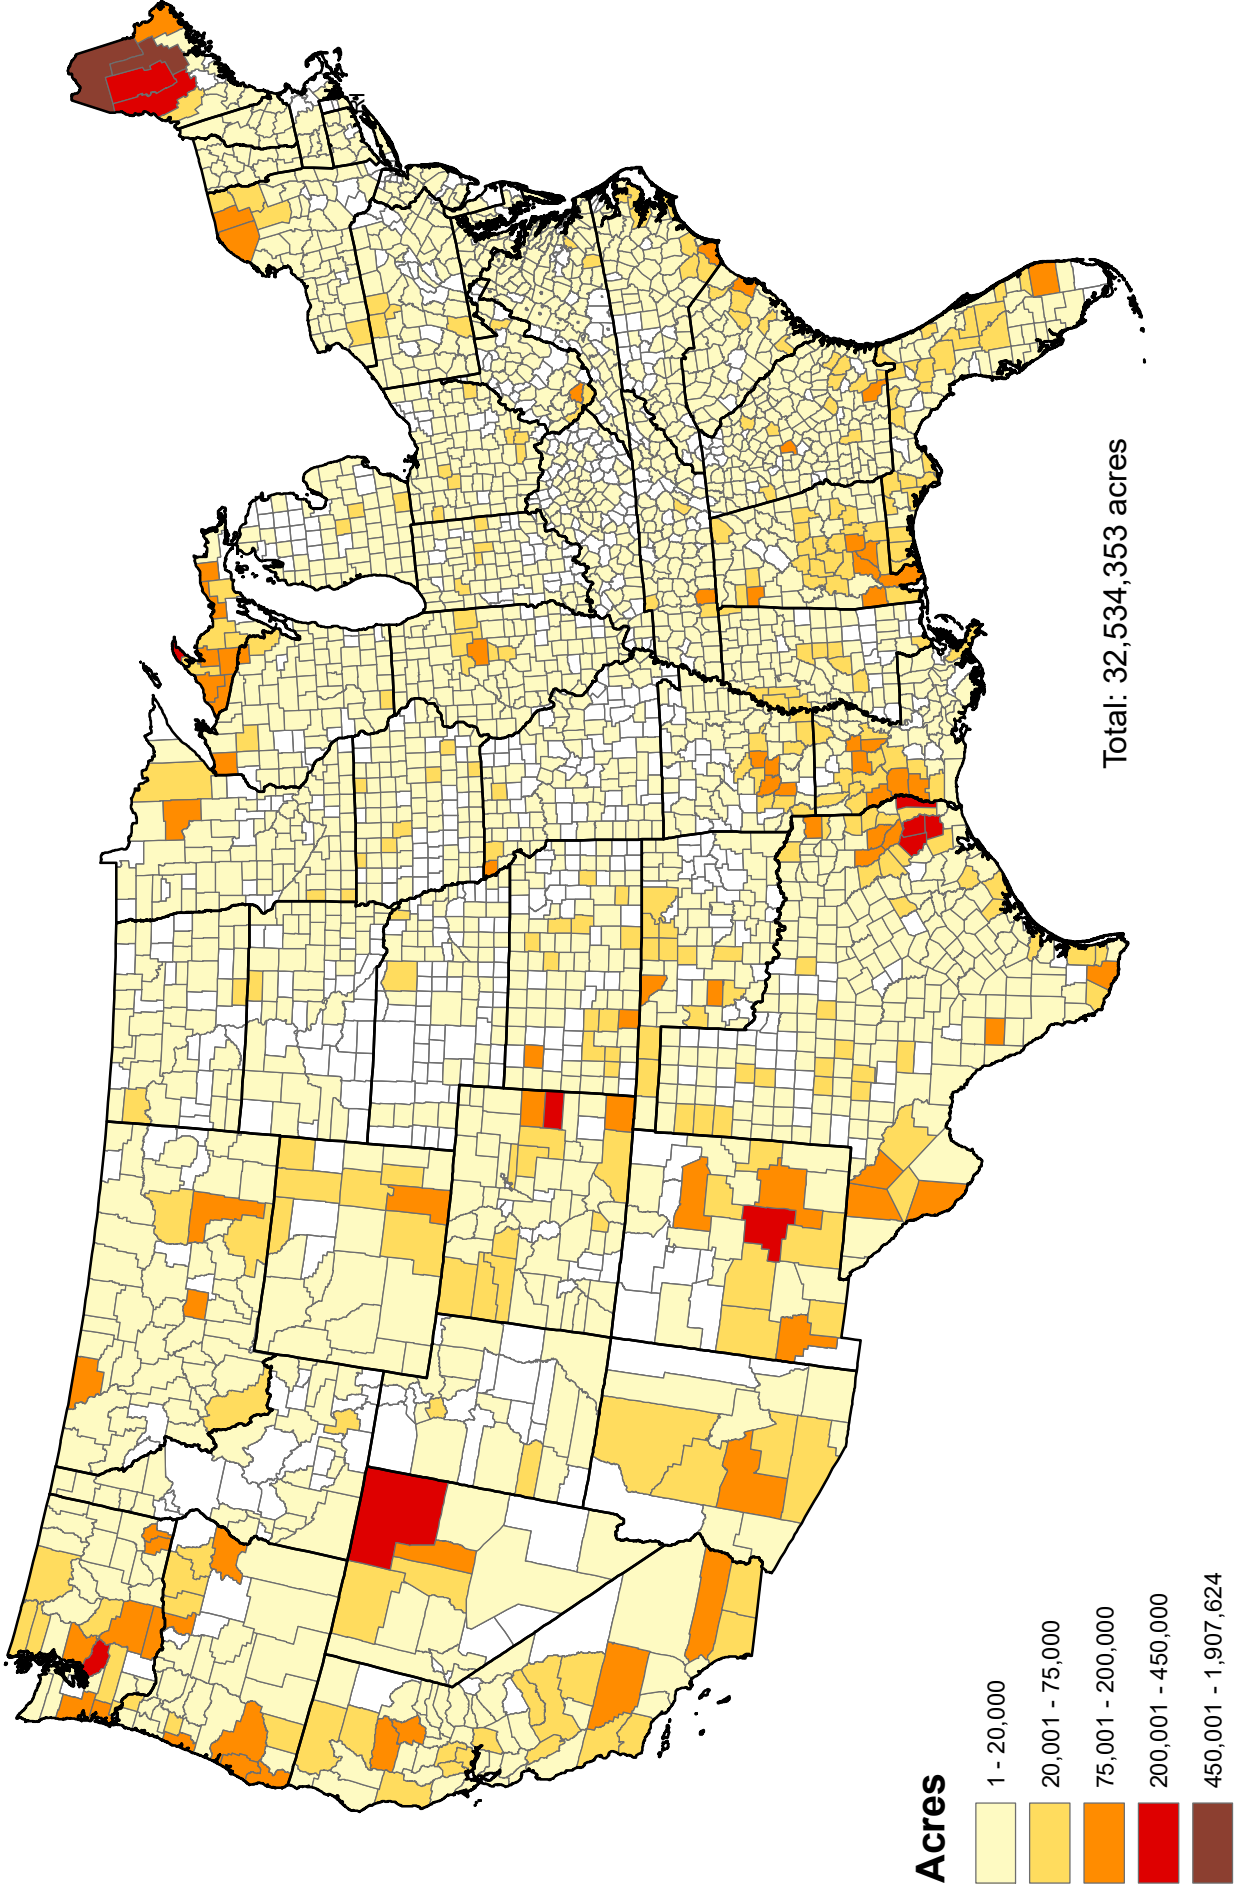 Total: 32,534,353 acres
Acres
1 - 20,000
20,001 - 75,000
75,001 - 200,000
200,001 - 450,000
450,001 - 1,907,624